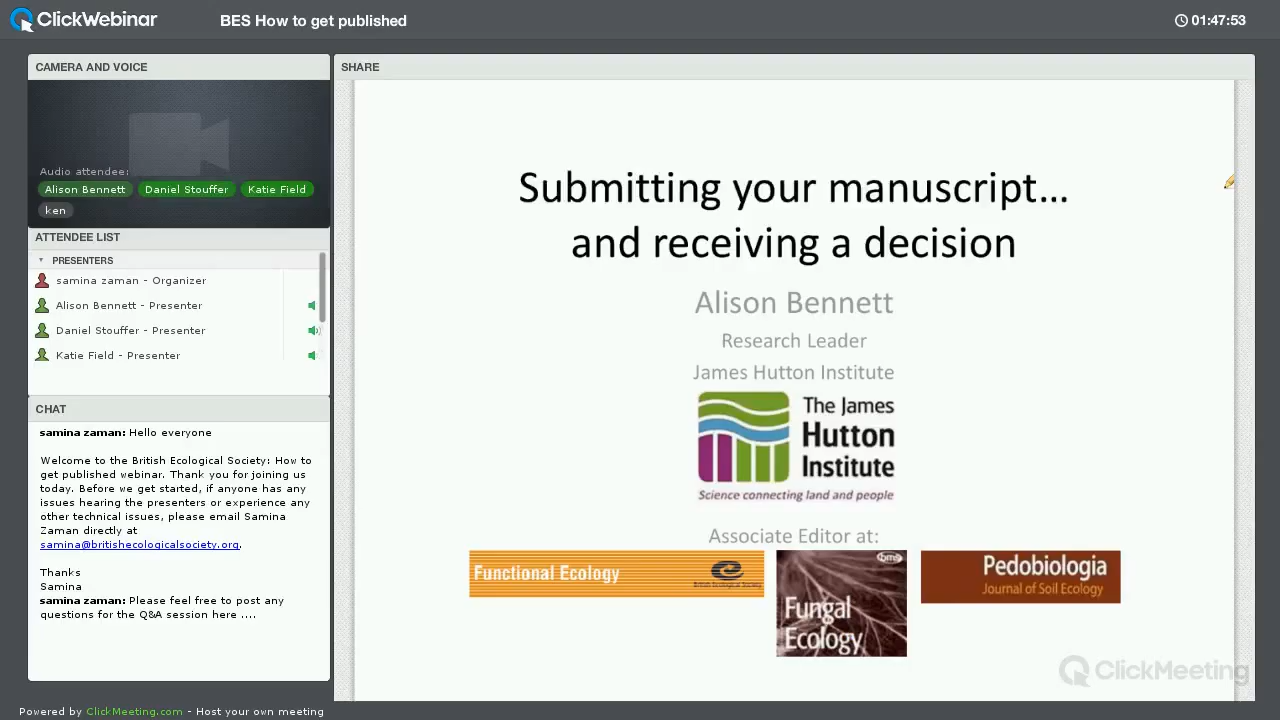 ClickWebinar
BES How to get published
01:47:53
CAMERA AND VOICE
Audio attendee:
Alison Bennett
Daniel Stouffer
Katie Field
ken
ATTENDEE LIST
PRESENTERS
samina zaman - Organizer
Alison Bennett - Presenter
Daniel Stouffer - Presenter
Katie Field - Presenter
CHAT
samina zaman: Hello everyone
Welcome to the British Ecological Society: How to
get published webinar. Thank you for joining us
today. Before we get started, if anyone has any
issues hearing the presenters or experience any
other technical issues, please email Samina
Zaman directly at
samina@britishecologicalsociety.org.
Thanks
Samina
samina zaman: Please feel free to post any
questions for the Q&A session here ....
SHARE
Submitting your manuscript...
and receiving a decision
Alison Bennett
Research Leader
James Hutton Institute
The James
Hutton
Institute
Science connecting land and people
Associate Editor at:
Functional Ecology
British Ecological Society
bms
Fungal
Ecology
Pedobiologia
Journal of Soil Ecology
ClickMeeting
Powered by ClickMeeting.com - Host your own meeting